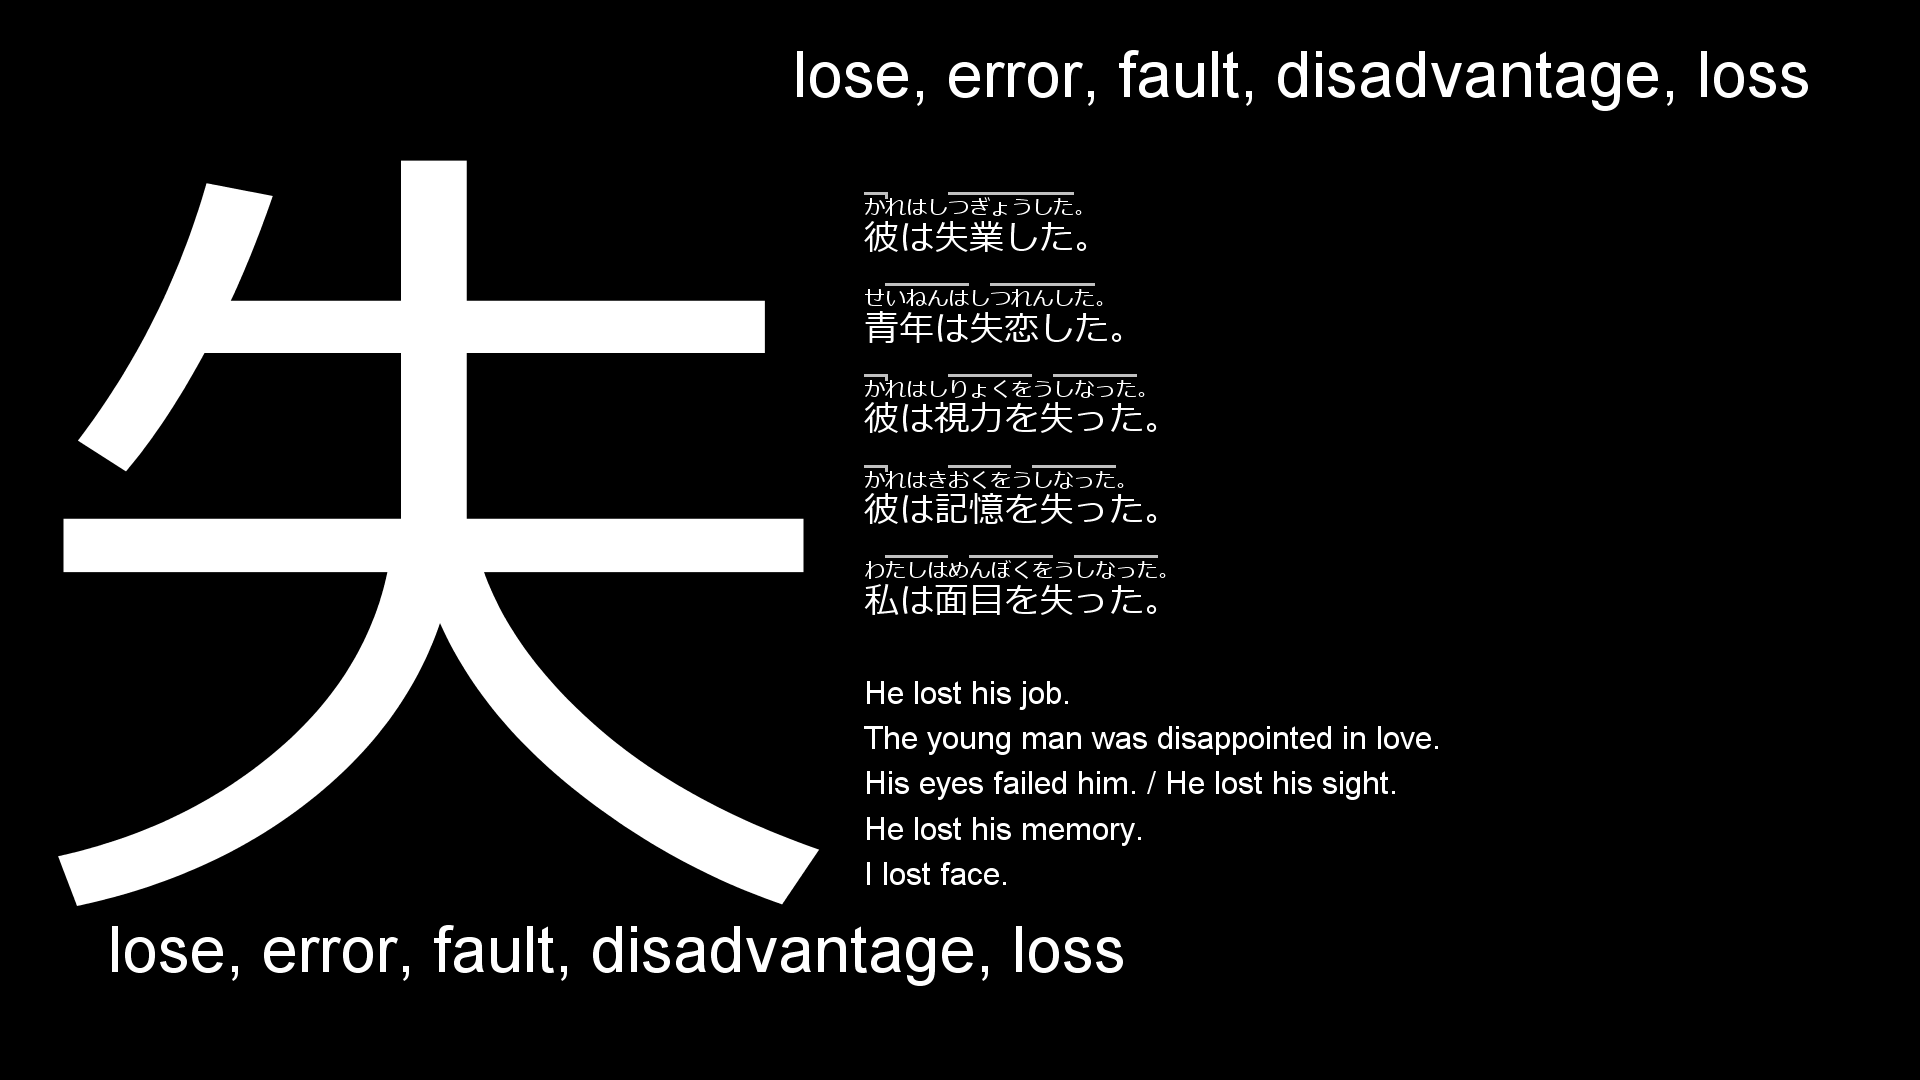 lose, error, fault, disadvantage, loss
失
かれはしつぎょうした。
彼は失業した。
せいねんはしつれんした。
青年は失恋した。
かれはしりょくをうしなった。
彼は視力を失った。
かれはきおくをうしなった。
彼は記憶を失った。
わたしはめんぼくをうしなった。
私は面目を失った。
He lost his job.
The young man was disappointed in love.
His eyes failed him. / He lost his sight.
He lost his memory.
I lost face.
lose, error, fault, disadvantage, loss